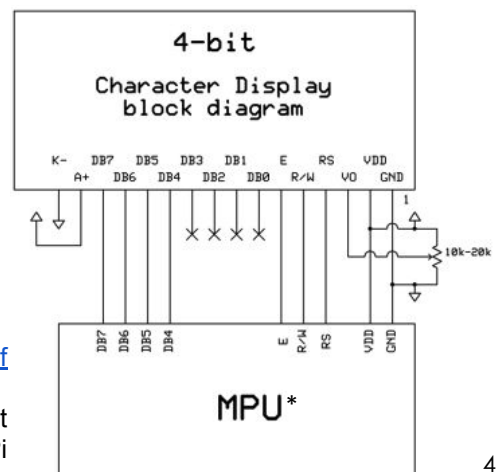 4-bit
Character Display
block diagram
K- DB7 DB5 DB3 DB1 E RS VDD
A+ DB6 DB4 DB2 DB0 R/W VO GND
1
10k-20k
DB7 DB6 DB5 DB4 E R/W RS VDD GND
MPU*
f
t
i
4